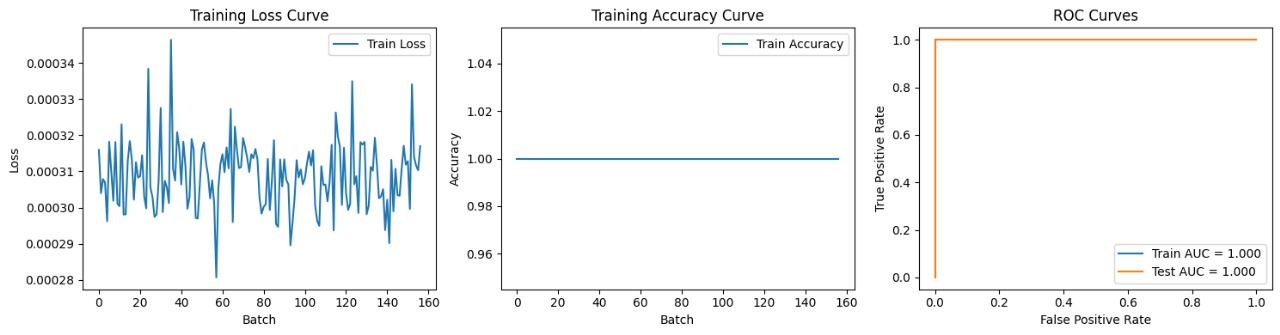 Training Loss Curve
Train Loss
0.00034
0.00033
0.00032
0.00031
0.00030
0.00029
0.00028
Loss
0 20 40 60 80 100 120 140 160
Batch
Training Accuracy Curve
Train Accuracy
1.04
1.02
1.00
0.98
0.96
Accuracy
0 20 40 60 80 100 120 140 160
Batch
ROC Curves
1.0
0.8
0.6
0.4
0.2
0.0
True Positive Rate
Train AUC = 1.000
Test AUC = 1.000
0.0 0.2 0.4 0.6 0.8 1.0
False Positive Rate